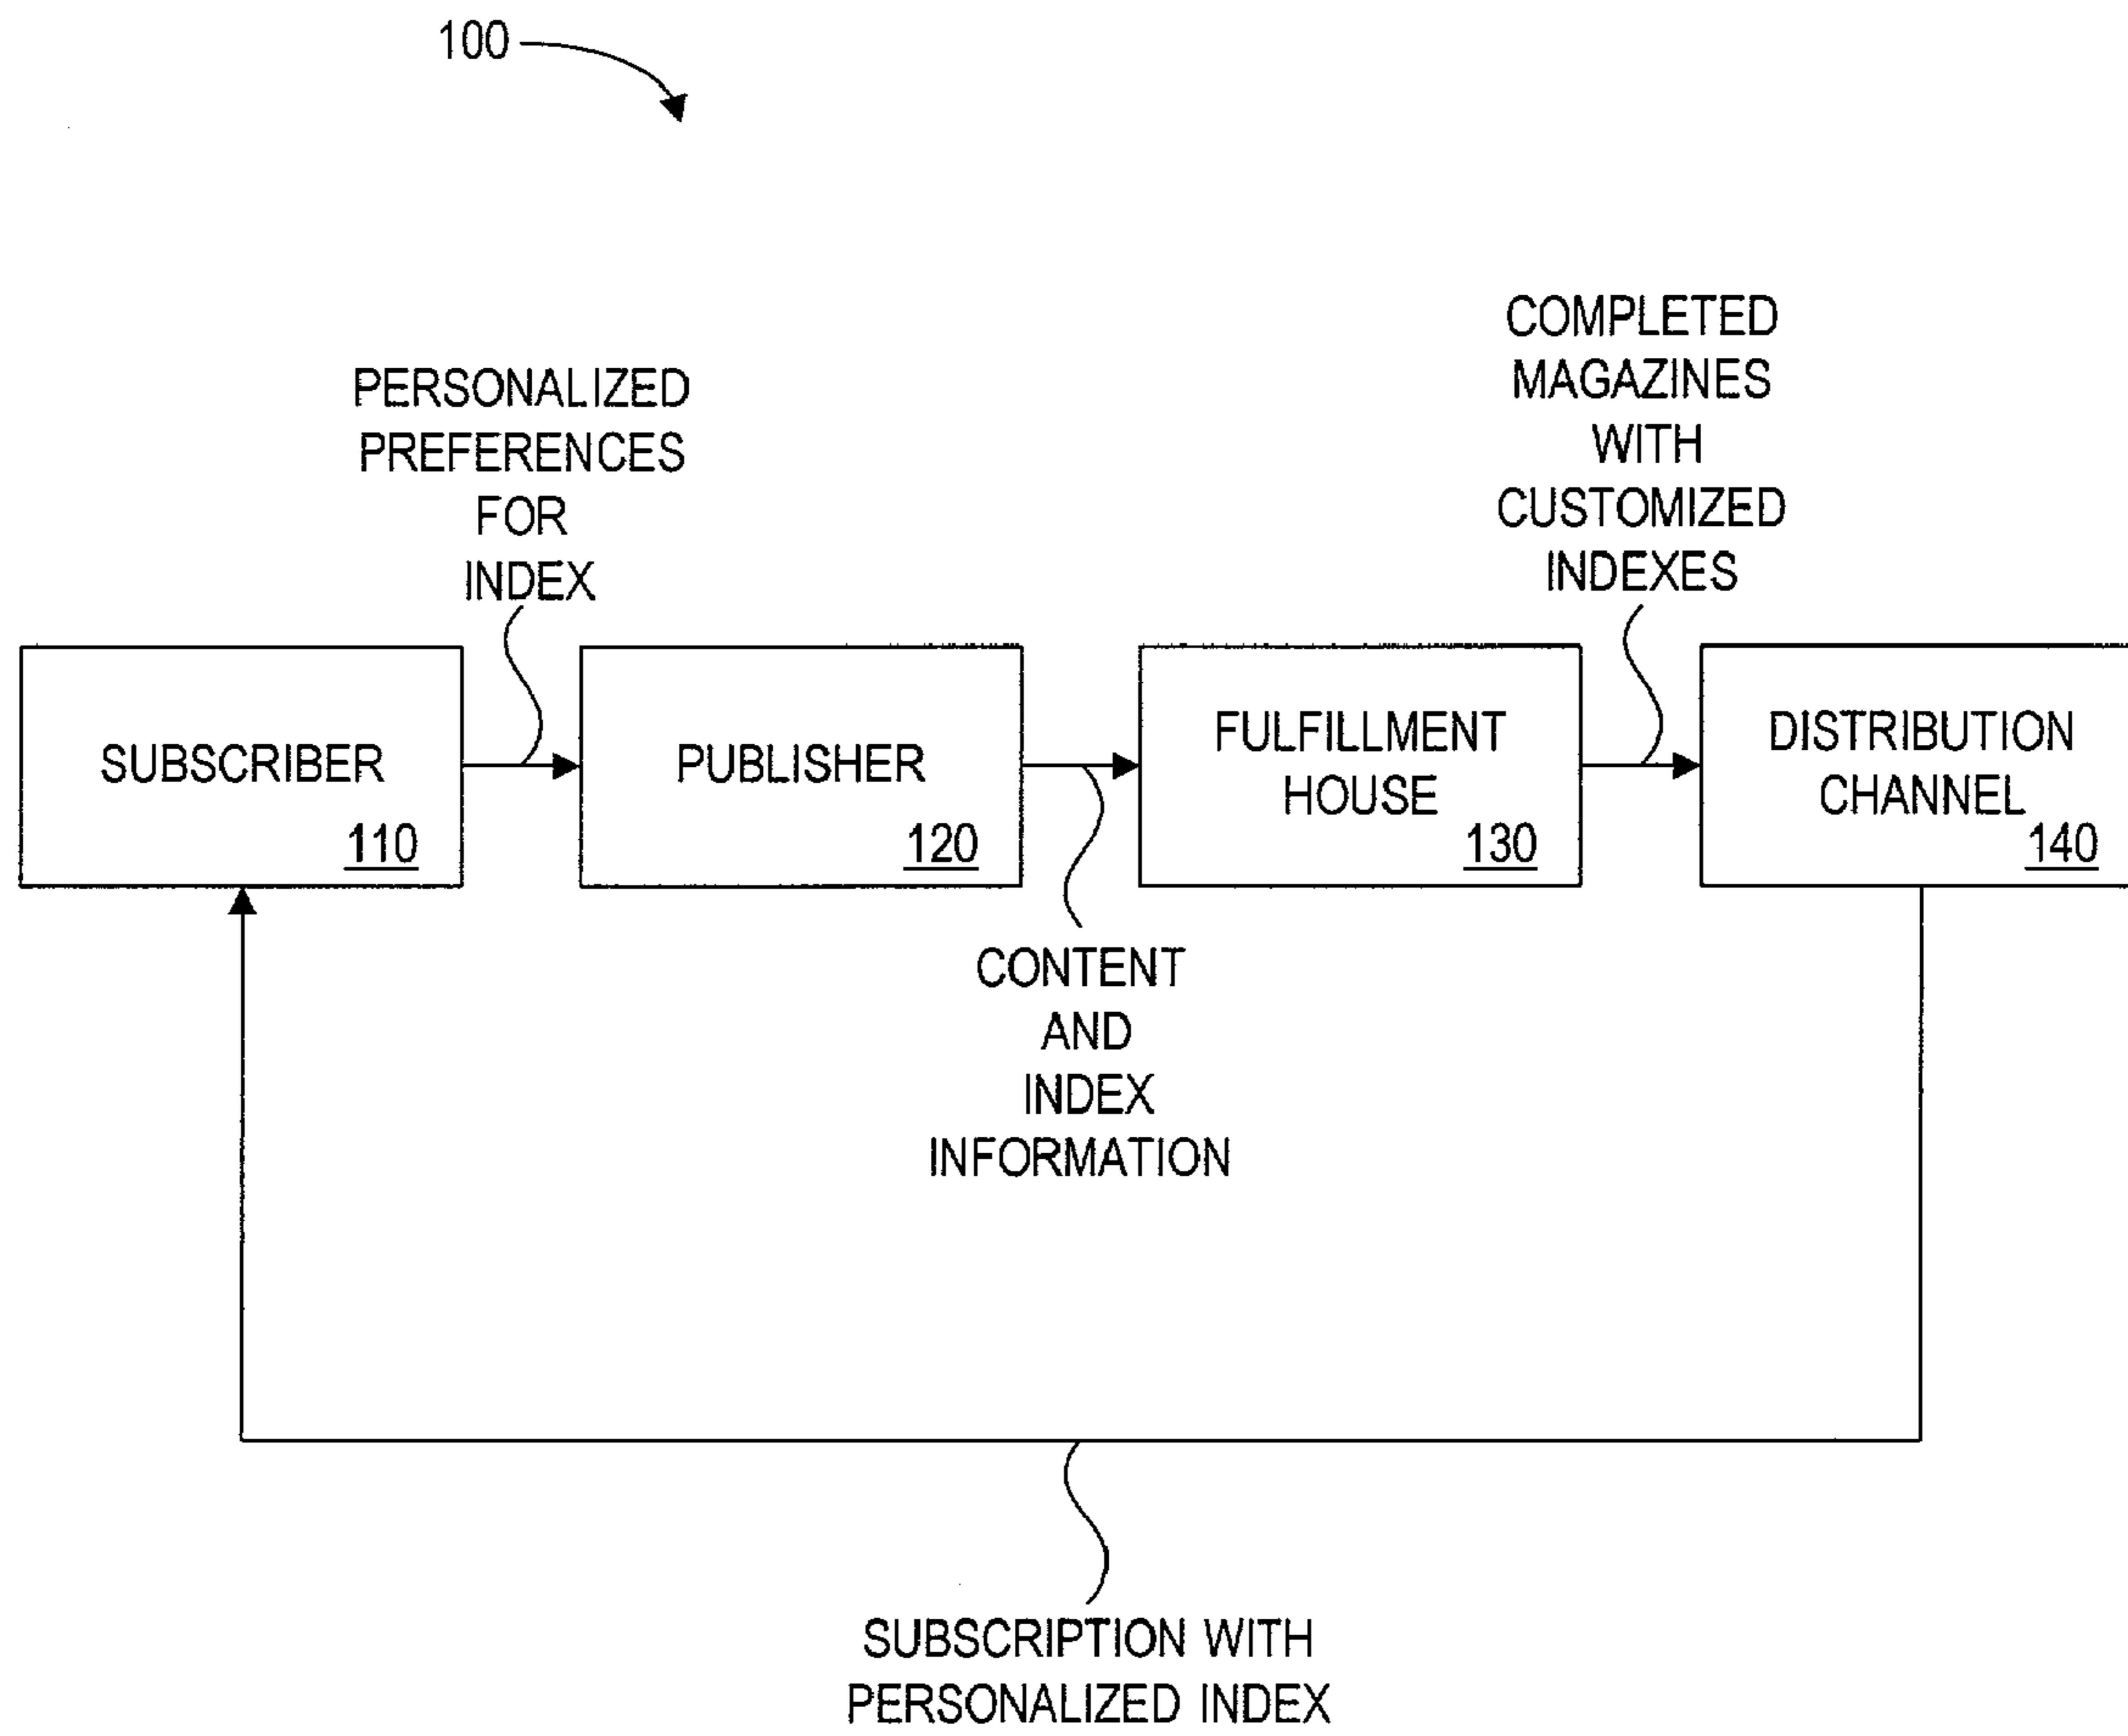 100
PERSONALIZED
PREFERENCES
FOR
INDEX
COMPLETED
MAGAZINES
WITH
CUSTOMIZED
INDEXES
SUBSCRIBER
110
PUBLISHER
120
FULFILLMENT
HOUSE
130
DISTRIBUTION
CHANNEL
140
CONTENT
AND
INDEX
INFORMATION
SUBSCRIPTION WITH
PERSONALIZED INDEX